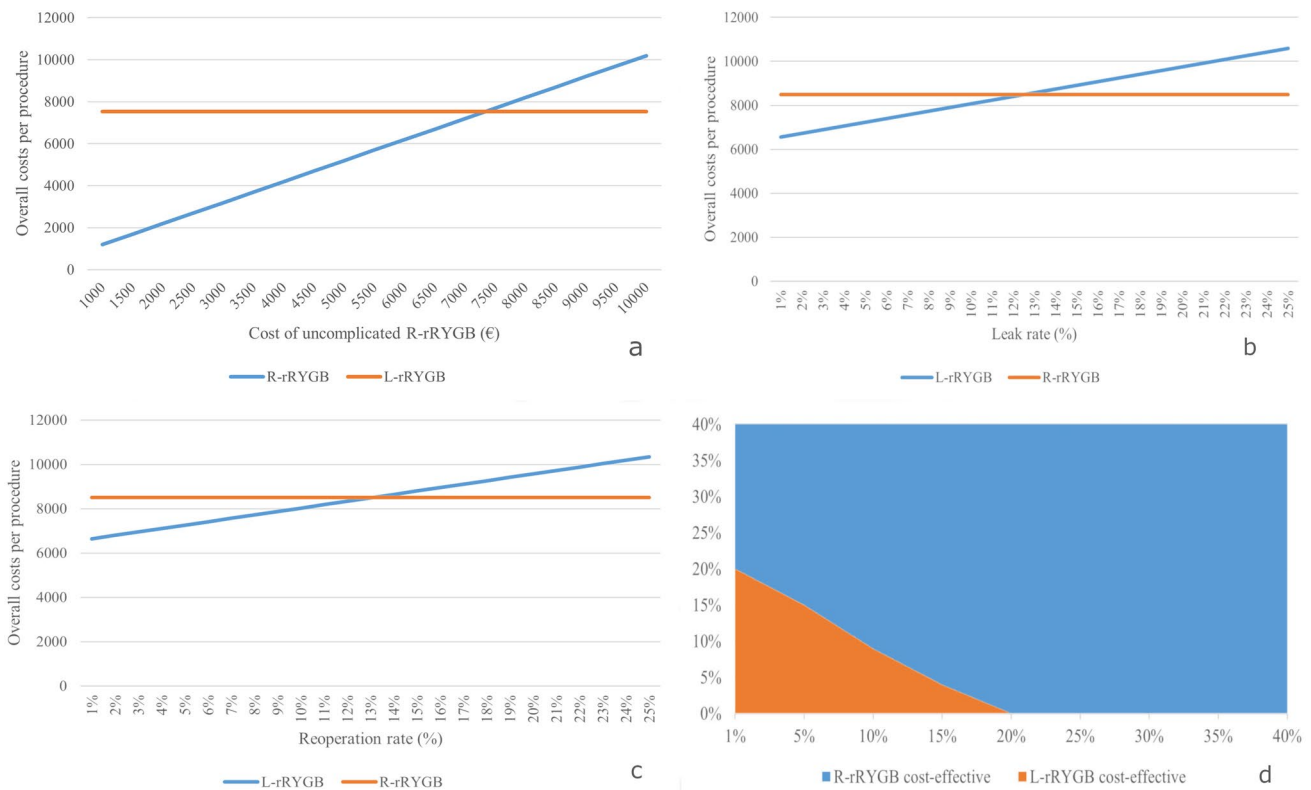 12000
10000
8000
6000
4000
2000
0
Overall costs per procedure
1000 1500 2000 2500 3000 3500 4000 4500 5000 5500 6000 6500 7000 7500 8000 8500 9000 9500 10000
Cost of uncomplicated R-rRYGB (€)
a
R-rRYGB L-rRYGB
12000
10000
8000
6000
4000
2000
0
Overall costs per procedure
1% 2% 3% 4% 5% 6% 7% 8% 9% 10% 11% 12% 13% 14% 15% 16% 17% 18% 19% 20% 21% 22% 23% 24% 25%
Leak rate (%)
b
L-rRYGB R-rRYGB
12000
10000
8000
6000
4000
2000
0
Overall costs per procedure
1% 2% 3% 4% 5% 6% 7% 8% 9% 10% 11% 12% 13% 14% 15% 16% 17% 18% 19% 20% 21% 22% 23% 24% 25%
Reoperation rate (%)
c
L-rRYGB R-rRYGB
40%
35%
30%
25%
20%
15%
10%
5%
0%
1% 5% 10% 15% 20% 25% 30% 35% 40%
R-rRYGB cost-effective L-rRYGB cost-effective
d